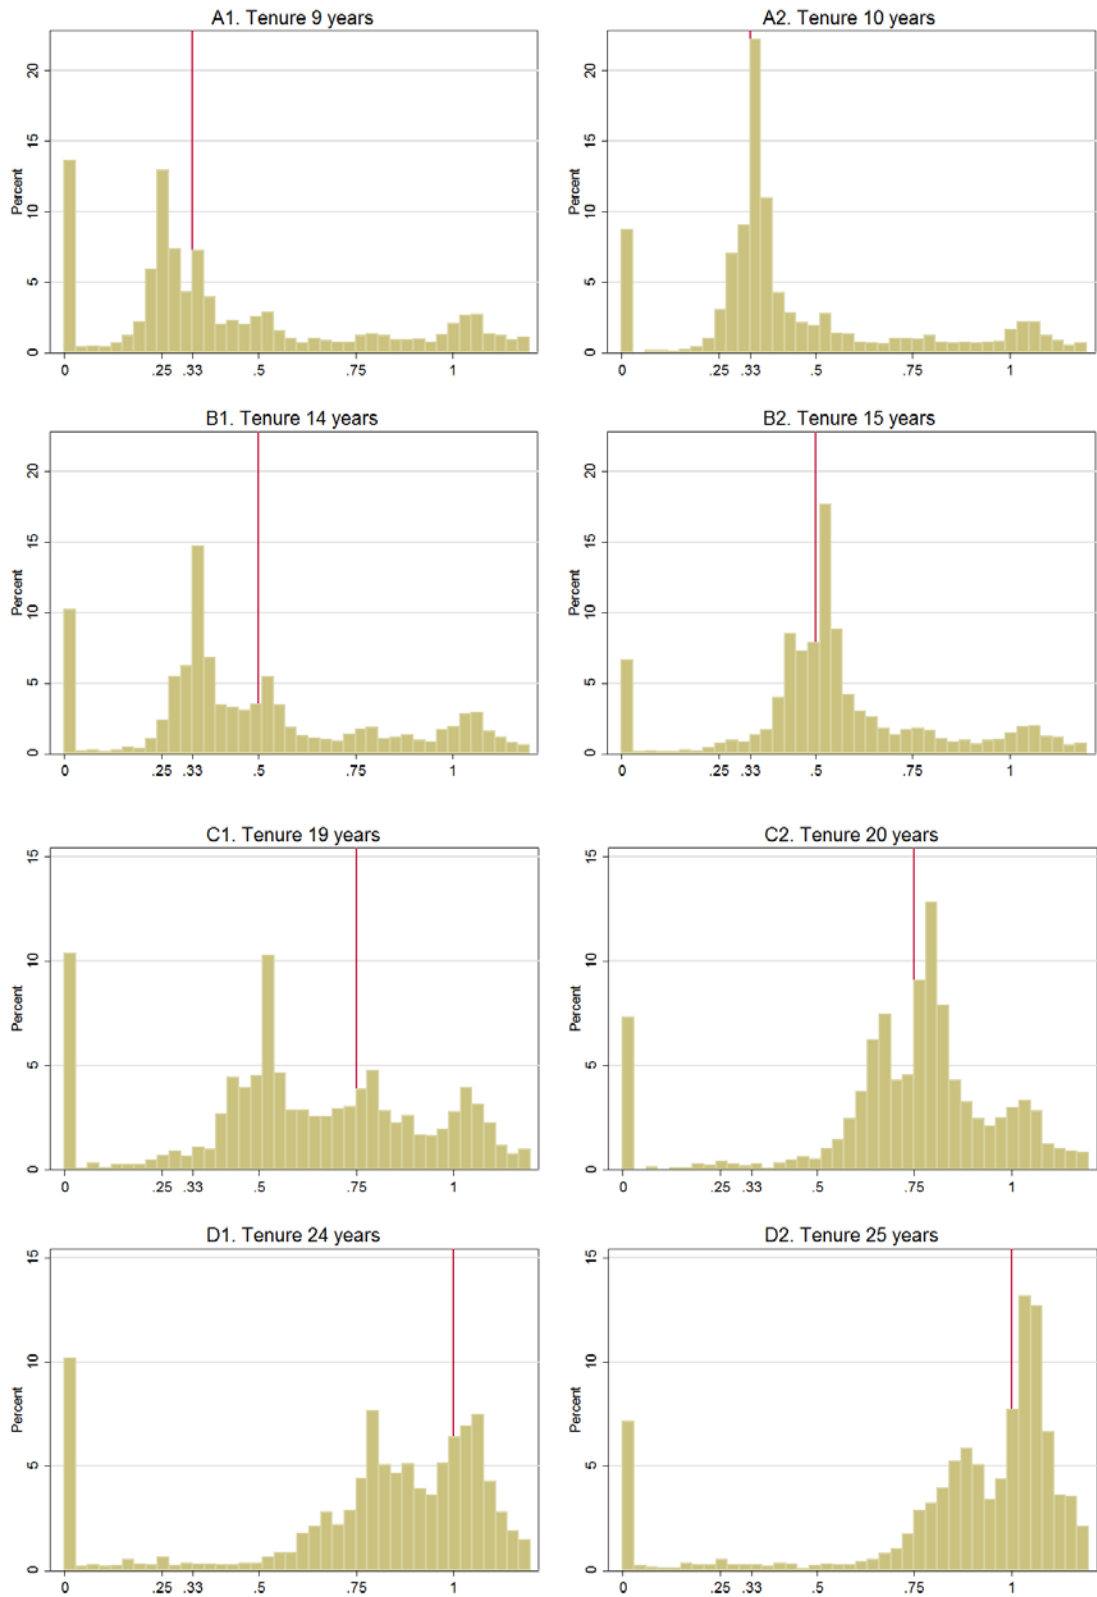 A1. Tenure 9 years
Percent
0 5 10 15 20
0 .25 .33 .5 .75 1
A2. Tenure 10 years
Percent
0 5 10 15 20
0 .25 .33 .5 .75 1
B1. Tenure 14 years
Percent
0 5 10 15 20
0 .25 .33 .5 .75 1
B2. Tenure 15 years
Percent
0 5 10 15 20
0 .25 .33 .5 .75 1
C1. Tenure 19 years
Percent
0 5 10 15
0 .25 .33 .5 .75 1
C2. Tenure 20 years
Percent
0 5 10 15
0 .25 .33 .5 .75 1
D1. Tenure 24 years
Percent
0 5 10 15
0 .25 .33 .5 .75 1
D2. Tenure 25 years
Percent
0 5 10 15
0 .25 .33 .5 .75 1